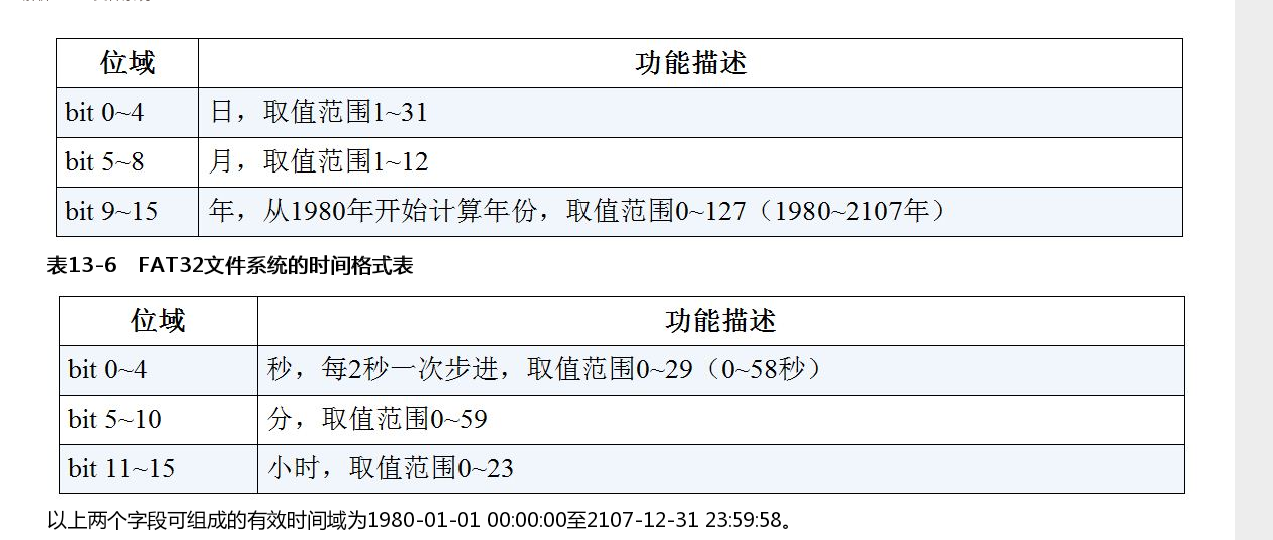 位域 功能描述
bit 0~4 日，取值范围1~31
bit 5~8 月，取值范围1~12
bit 9~15 年，从1980年开始计算年份，取值范围0~127（1980~2107年）
表13-6 FAT32文件系统的时间格式表
位域 功能描述
bit 0~4 秒，每2秒一次步进，取值范围0~29（0~58秒）
bit 5~10 分，取值范围0~59
bit 11~15 小时，取值范围0~23
以上两个字段可组成的有效时间域为1980-01-01 00:00:00至2107-12-31 23:59:58。